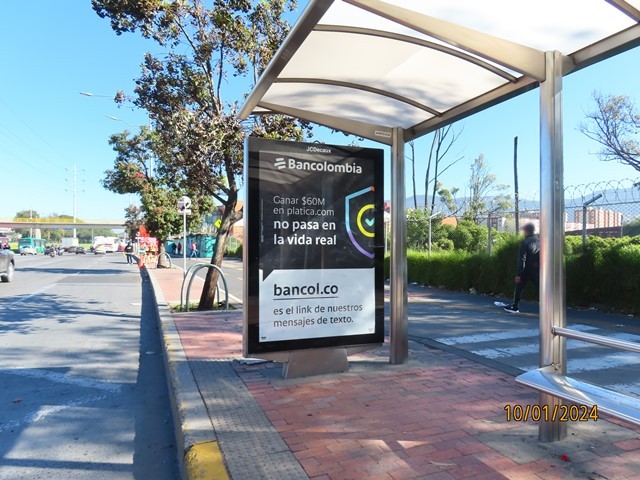 JCDecaux
Bancolombia
Ganar $60M
en platica.com
no pasa en
la vida real
bancol.co
es el link de nuestros
mensajes de texto.
10/01/2024